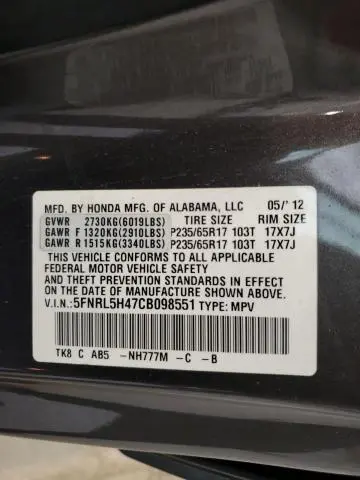 MFD. BY HONDA MFG. OF ALABAMA, LLC 05/'12
GVWR 2730KG(6019LBS) TIRE SIZE RIM SIZE
GAWR F 1320KG(2910LBS) P235/65R17 103T 17X7J
GAWR R 1515KG(3340LBS) P235/65R17 103T 17X7J
THIS VEHICLE CONFORMS TO ALL APPLICABLE
FEDERAL MOTOR VEHICLE SAFETY, BUMPER,
AND THEFT PREVENTION STANDARDS IN EFFECT
ON THE DATE OF MANUFACTURE SHOWN ABOVE.
V.I.N: 5FNRL5H47CB098551 TYPE: MPV
TK8 C AB5 -NH777M -C -B